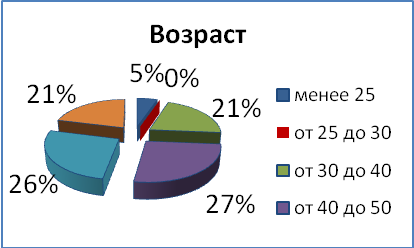 Возраст
5%
0%
21%
27%
26%
21%
менее 25
от 25 до 30
от 30 до 40
от 40 до 50